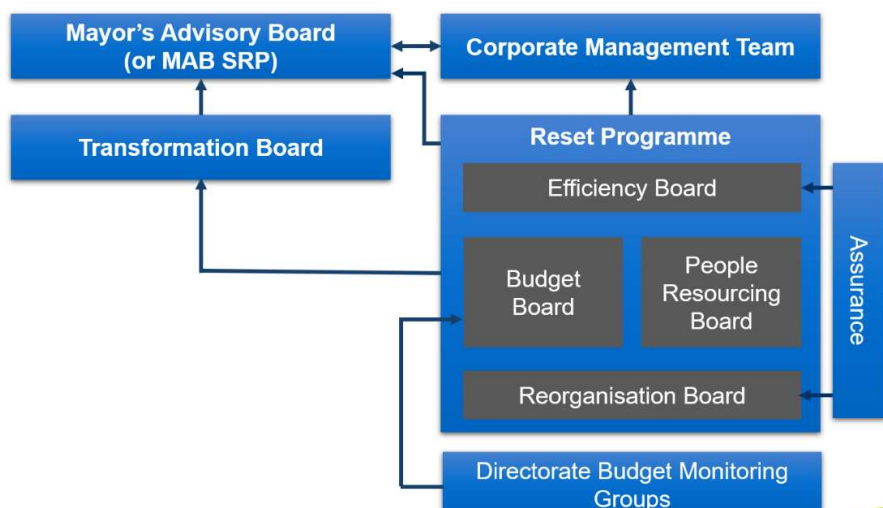 Mayor's Advisory Board
(or MAB SRP)
Corporate Management Team
Transformation Board
Reset Programme
Efficiency Board
Budget
Board
People
Resourcing
Board
Reorganisation Board
Assurance
Directorate Budget Monitoring
Groups